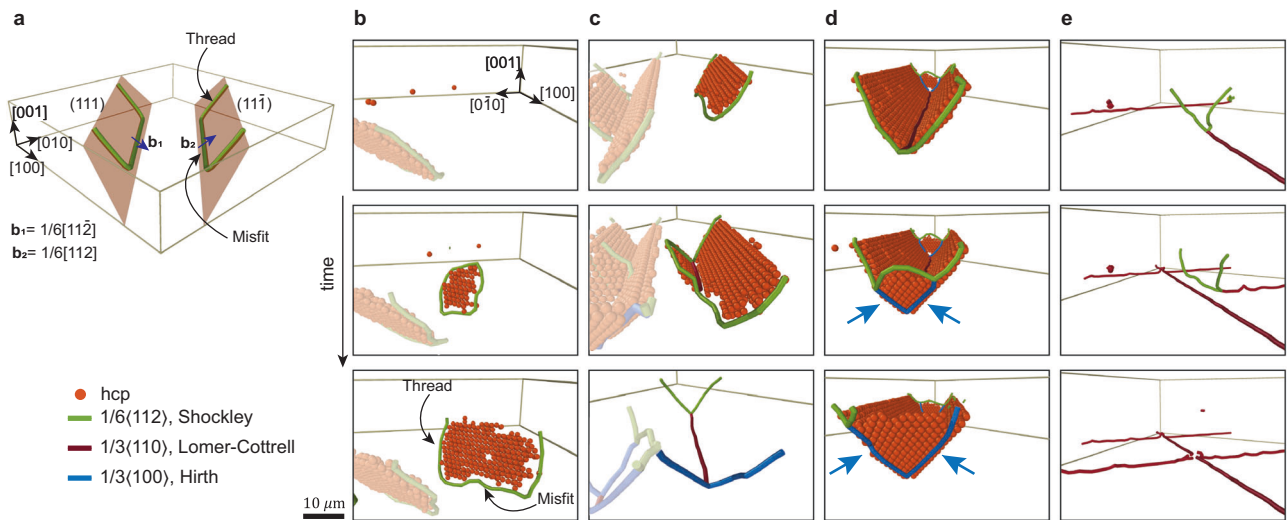 a
b
c
d
e
Thread
(111)
(111̄)
[001]
[010]
[100]
b₁
b₂
Misfit
b₁= 1/6[112̄]
b₂= 1/6[112]
[001]
[01̄0]
[100]
time
hcp
1/6⟨112⟩, Shockley
1/3⟨110⟩, Lomer-Cottrell
1/3⟨100⟩, Hirth
Thread
Misfit
10 μm